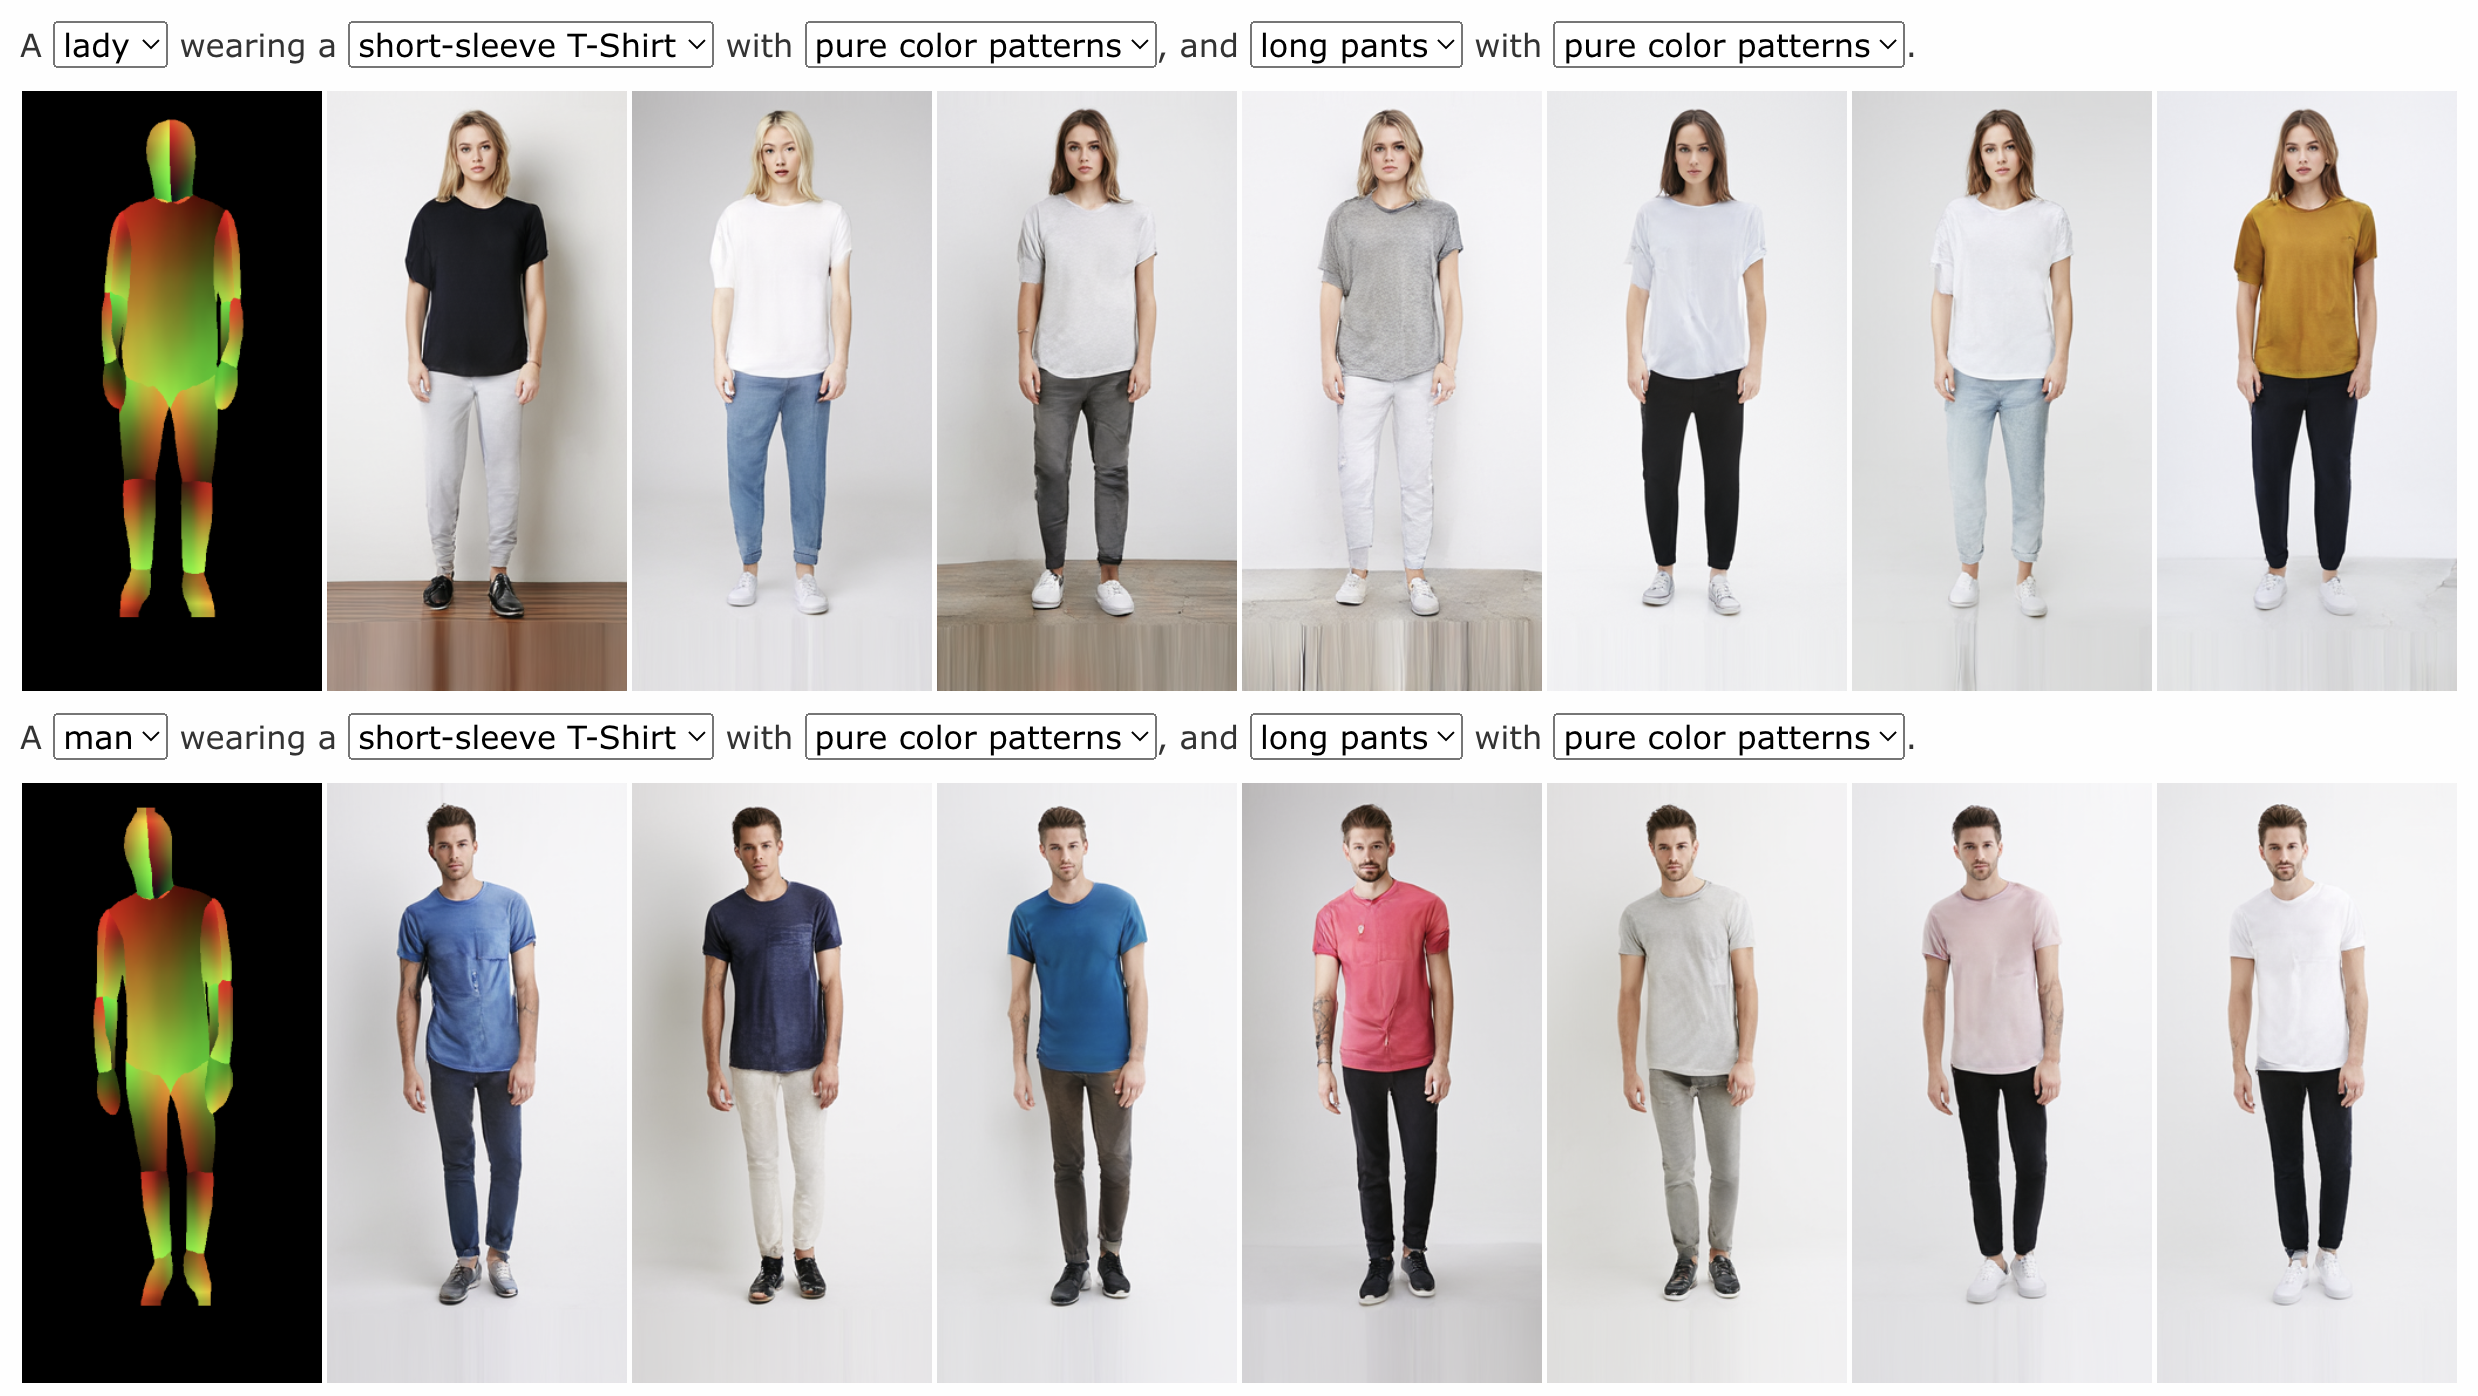 A lady wearing a short-sleeve T-Shirt with pure color patterns, and long pants with pure color patterns.
A man wearing a short-sleeve T-Shirt with pure color patterns, and long pants with pure color patterns.